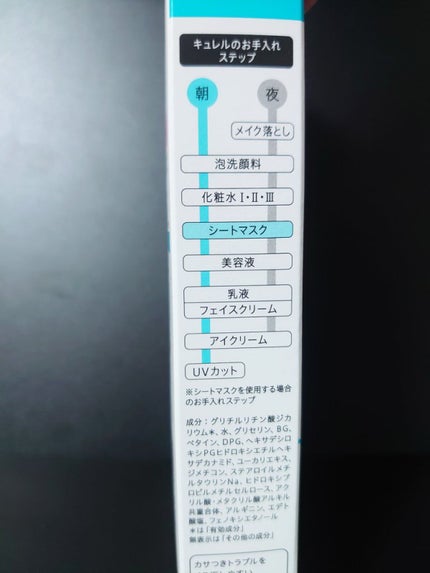 キュレルのお手入れ
ステップ
朝
夜
メイク落とし
泡洗顔料
化粧水Ⅰ・Ⅱ・Ⅲ
シートマスク
美容液
乳液
フェイスクリーム
アイクリーム
UVカット
※シートマスクを使用する場合
のお手入れステップ
成分：グリチルリチン酸ジカ
リウム＊、水、グリセリン、BG、
ベタイン、DPG、ヘキサデシロ
キシPGヒドロキシエチルヘキ
サデカナミド、ユーカリエキス、
ジメチコン、ステアロイルメチ
ルタウリンNa、ヒドロキシプ
ロピルメチルセルロース、アク
リル酸・メタクリル酸アルキル
共重合体、アルギニン、エデト
酸塩、フェノキシエタノール
＊は「有効成分」
無表示は「その他の成分」
カサつきトラブルを